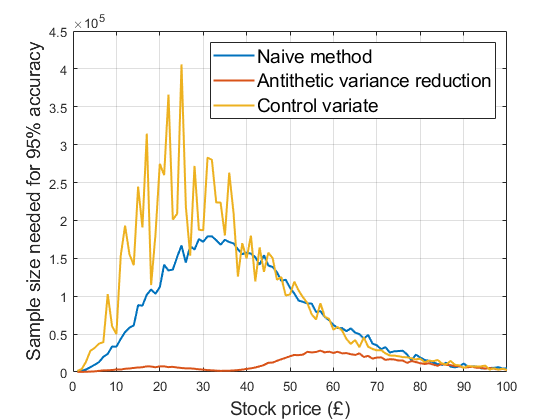 ×10⁵
4.5
4
3.5
3
2.5
2
1.5
1
0.5
0
Sample size needed for 95% accuracy
Naive method
Antithetic variance reduction
Control variate
0 10 20 30 40 50 60 70 80 90 100
Stock price (£)